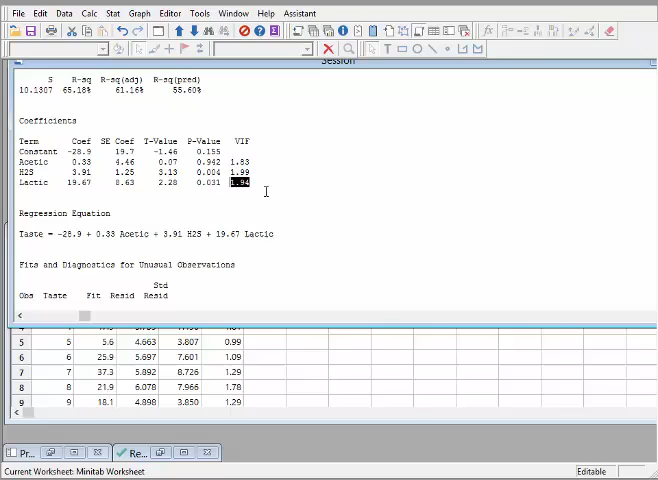 File Edit Data Calc Stat Graph Editor Tools Window Help Assistant
Session
S R-sq R-sq(adj) R-sq(pred)
10.1307 65.18% 61.16% 55.60%
Coefficients
Term Coef SE Coef T-Value P-Value VIF
Constant -28.9 19.7 -1.46 0.155
Acetic 0.33 4.46 0.07 0.942 1.83
H2S 3.91 1.25 3.13 0.004 1.99
Lactic 19.67 8.63 2.28 0.031 1.94
Regression Equation
Taste = -28.9 + 0.33 Acetic + 3.91 H2S + 19.67 Lactic
Fits and Diagnostics for Unusual Observations
Std
Obs Taste Fit Resid Resid
5 5.6 4.663 3.807 0.99
6 25.9 5.697 7.601 1.09
7 37.3 5.892 8.726 1.29
8 21.9 6.078 7.966 1.78
9 18.1 4.898 3.850 1.29
Pr... Re...
Current Worksheet: Minitab Worksheet Editable